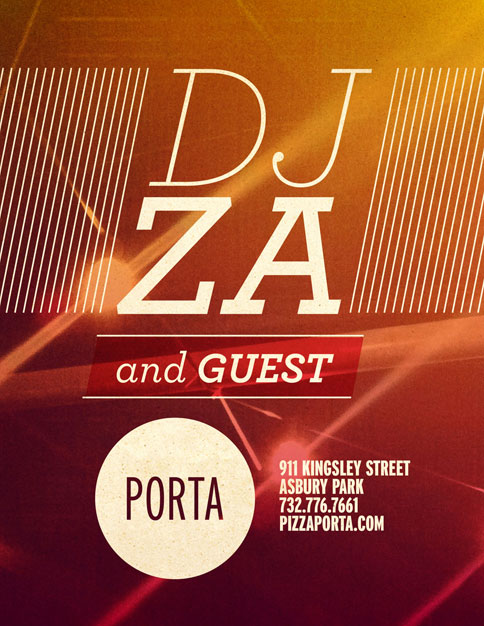 DJ
ZA
and GUEST
PORTA
911 KINGSLEY STREET
ASBURY PARK
732.776.7661
PIZZAPORTA.COM